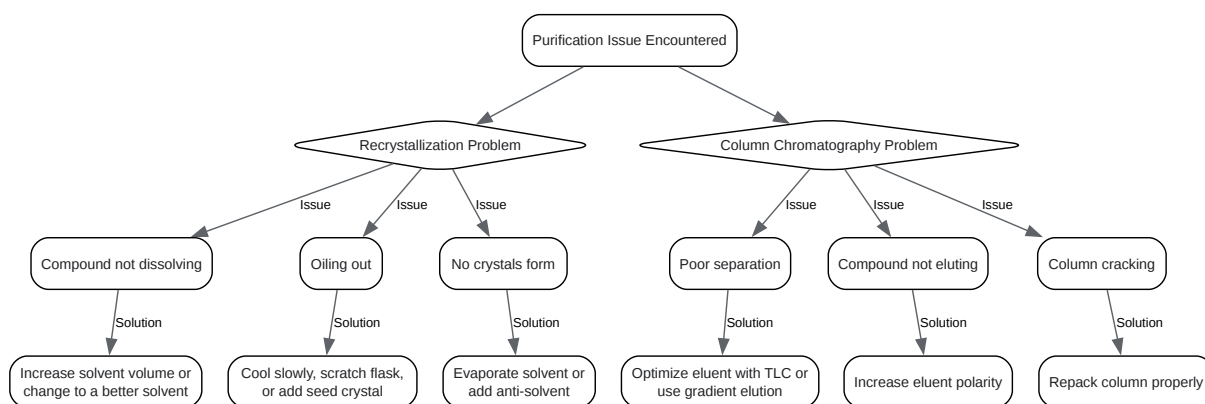 Purification Issue Encountered
Recrystallization Problem
Column Chromatography Problem
Issue
Issue
Issue
Issue
Issue
Issue
Compound not dissolving
Oiling out
No crystals form
Poor separation
Compound not eluting
Column cracking
Solution
Solution
Solution
Solution
Solution
Solution
Increase solvent volume or
change to a better solvent
Cool slowly, scratch flask,
or add seed crystal
Evaporate solvent or
add anti-solvent
Optimize eluent with TLC or
use gradient elution
Increase eluent polarity
Repack column properly